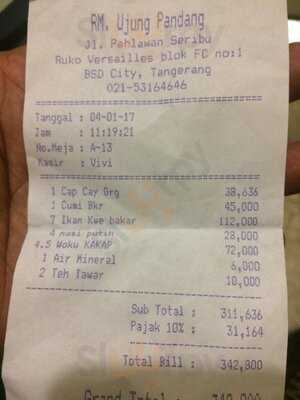 RM. Ujung Pandang
Jl. Pahlawan Seribu
Ruko Versailles blok FC no:1
BSD City, Tangerang
021-53164646
Tanggal : 04-01-17
Jam : 11:19:21
No.Meja : A-13
Kasir : Vivi
1 Cap Cay Grg 38,636
1 Cumi Bkr 45,000
7 Ikan Kwe bakar 112,000
4 nasi putih 28,000
4.5 Woku KAKAP 72,000
1 Air Mineral 6,000
2 Teh Tawar 10,000
Sub Total : 311,636
Pajak 10% : 31,164
Total Bill : 342,800
Grand Total :